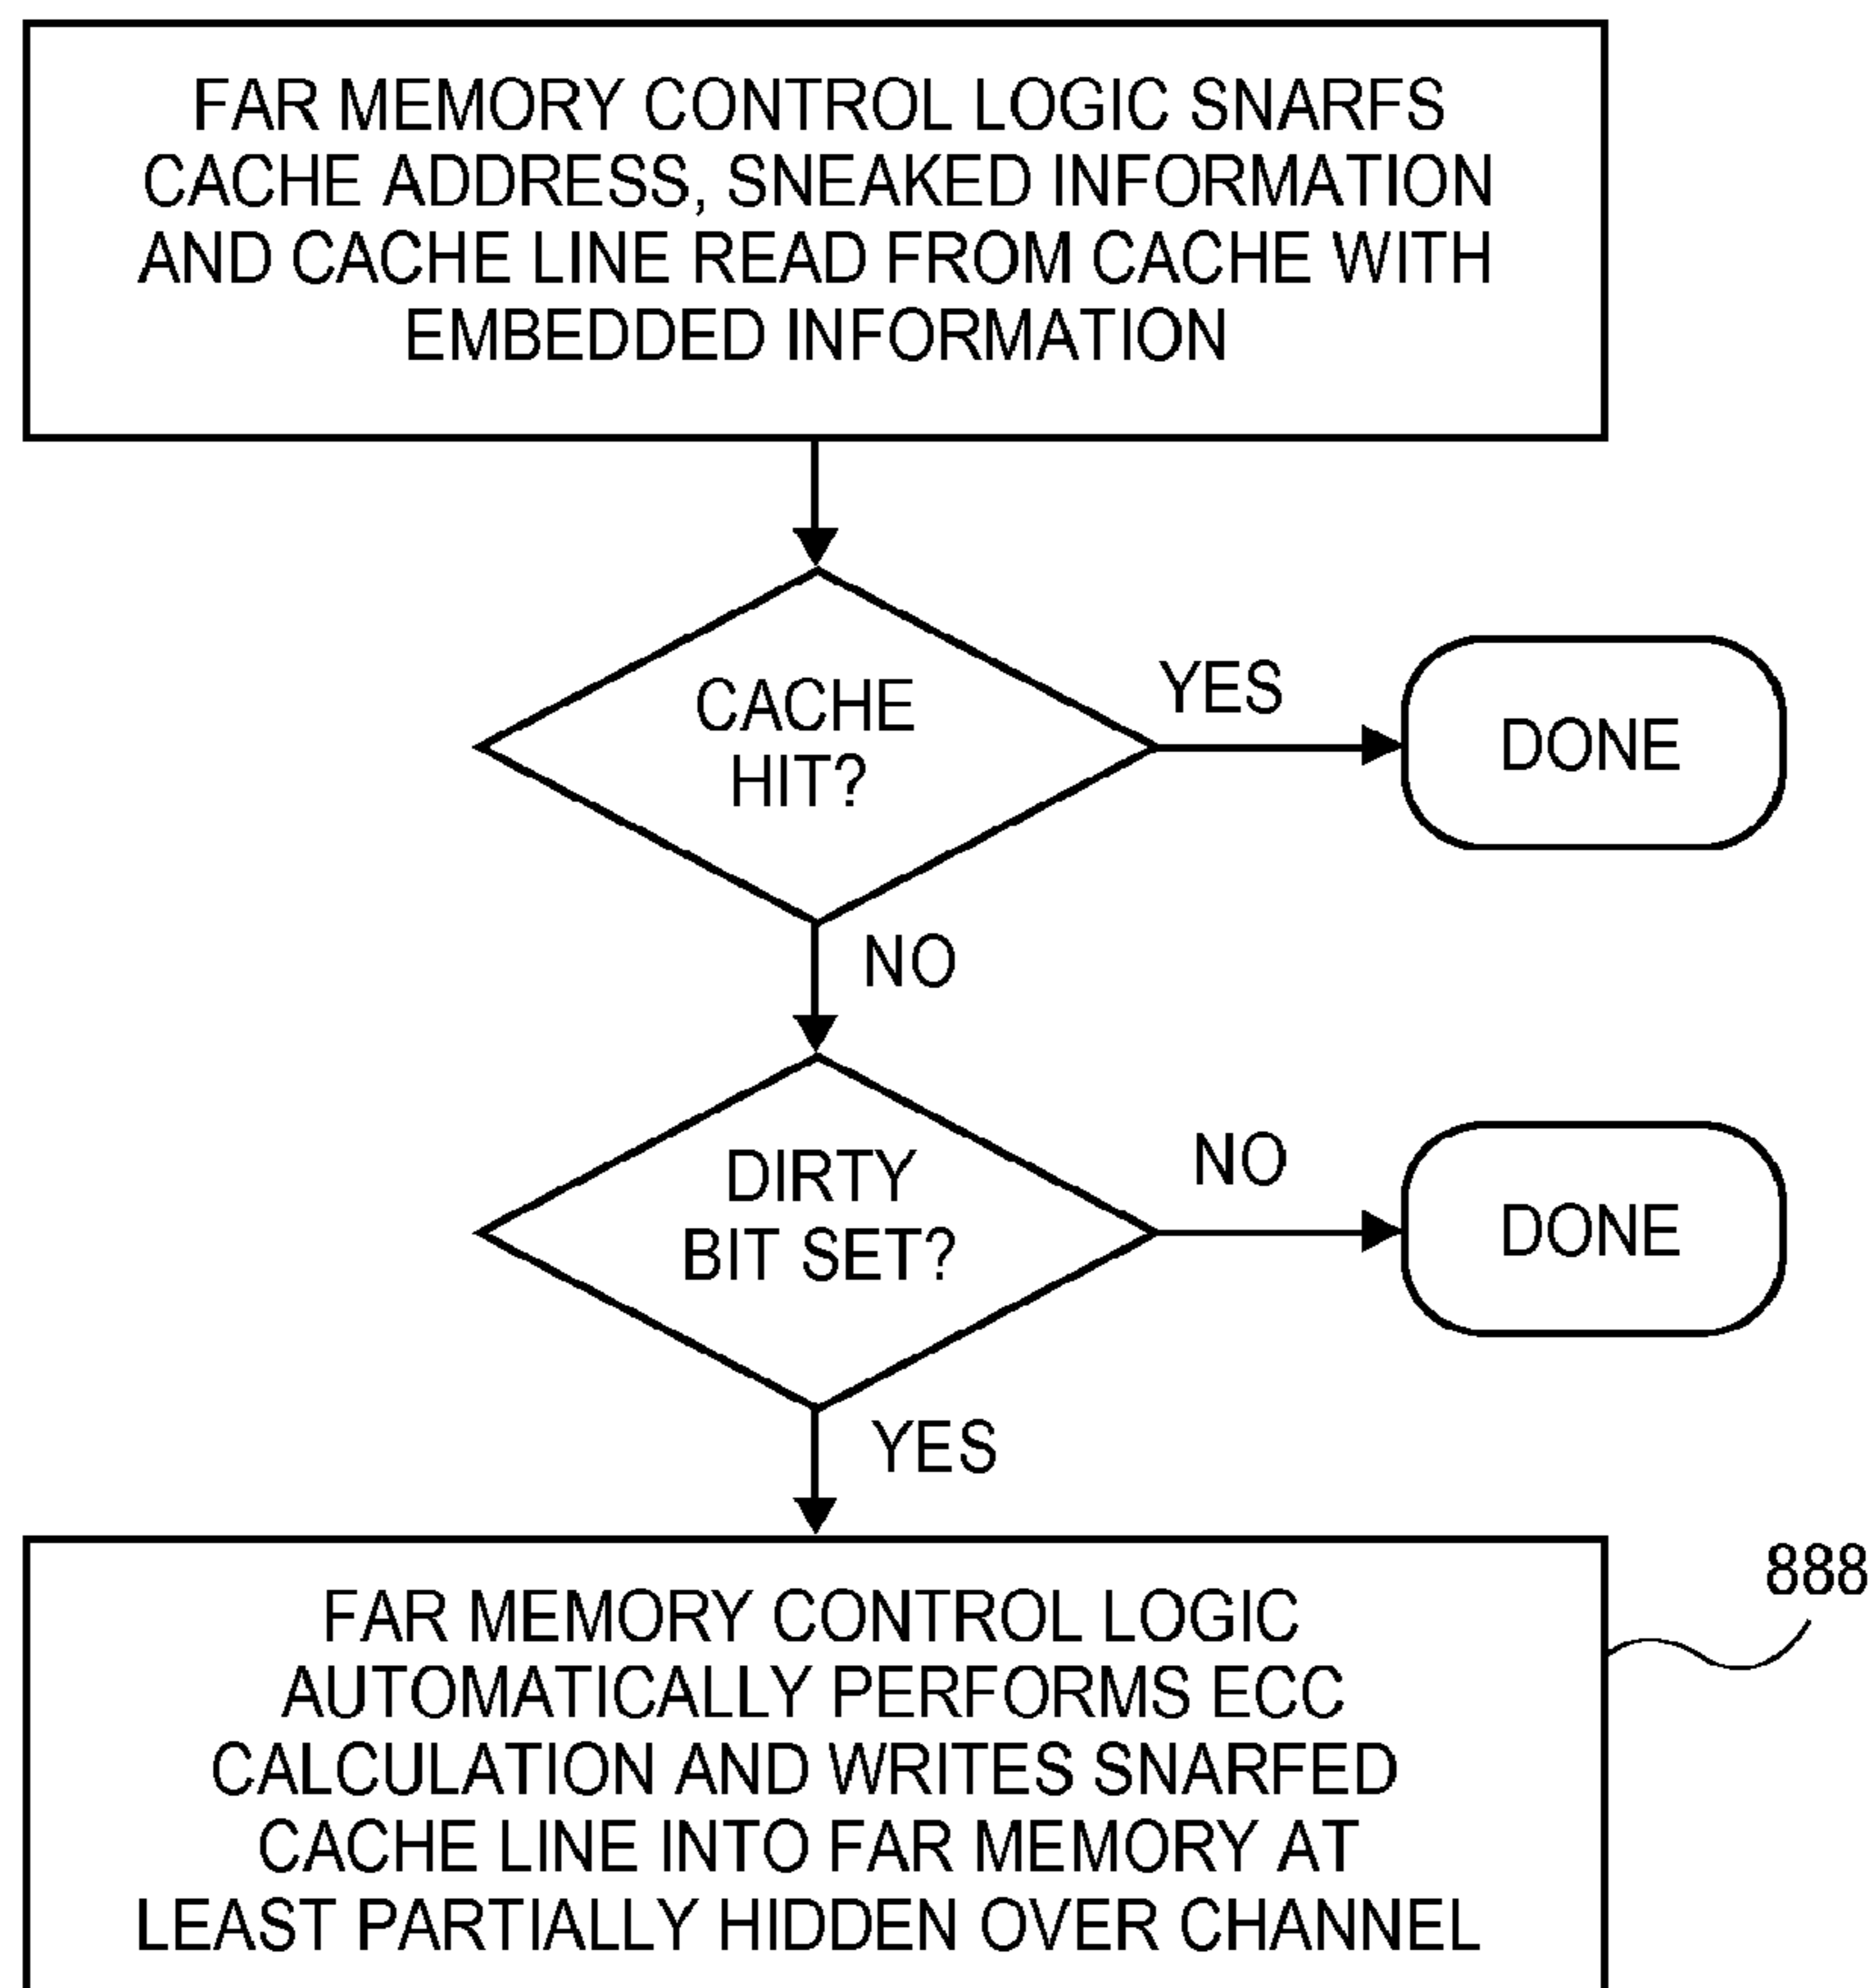 FAR MEMORY CONTROL LOGIC SNARFS
CACHE ADDRESS, SNEAKED INFORMATION
AND CACHE LINE READ FROM CACHE WITH
EMBEDDED INFORMATION
CACHE
HIT?
YES
DONE
NO
DIRTY
BIT SET?
NO
DONE
YES
888
FAR MEMORY CONTROL LOGIC
AUTOMATICALLY PERFORMS ECC
CALCULATION AND WRITES SNARFED
CACHE LINE INTO FAR MEMORY AT
LEAST PARTIALLY HIDDEN OVER CHANNEL